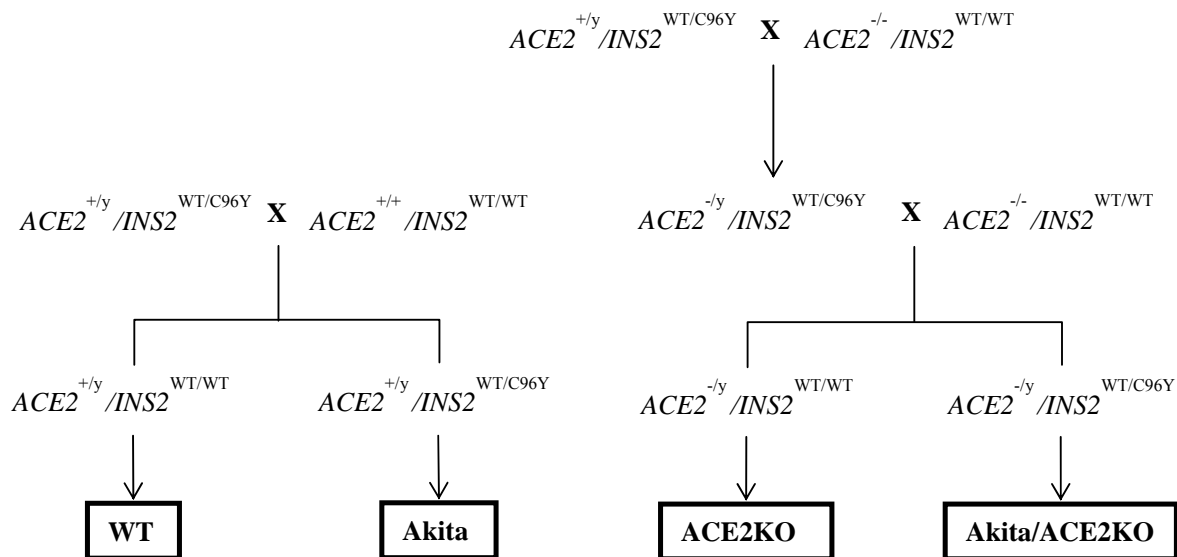 ACE2+/y/INS2WT/C96Y X ACE2-/-/INS2WT/WT
ACE2+/y/INS2WT/C96Y X ACE2+/+/INS2WT/WT ACE2-/y/INS2WT/C96Y X ACE2-/-/INS2WT/WT
ACE2+/y/INS2WT/WT ACE2+/y/INS2WT/C96Y ACE2-/y/INS2WT/WT ACE2-/y/INS2WT/C96Y
WT Akita ACE2KO Akita/ACE2KO